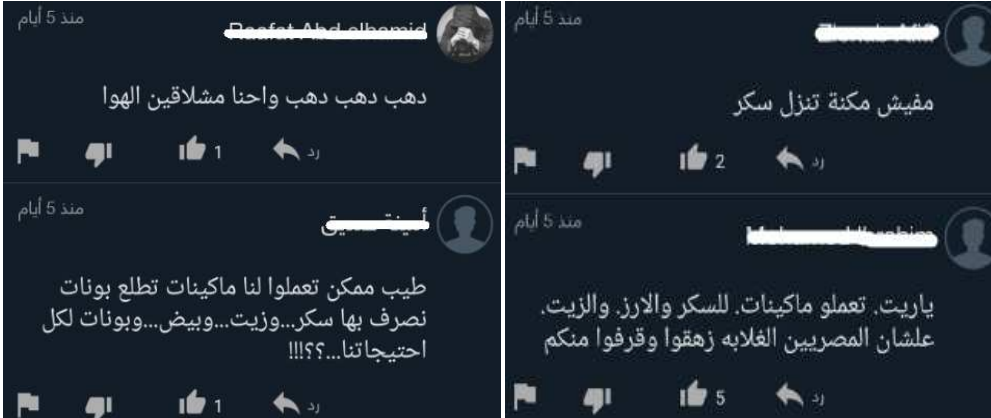 منذ 5 أيام
مفيش مكنة تنزل سكر
رد
2
منذ 5 أيام
ياريت. تعملو ماكينات. للسكر والارز. والزيت.
علشان المصريين الغلابه زهقوا وقرفوا منكم
رد
5
منذ 5 أيام
دهب دهب دهب واحنا مشلاقين الهوا
رد
1
منذ 5 أيام
طيب ممكن تعملوا لنا ماكينات تطلع بونات
نصرف بها سكر...وزيت...وبيض...وبونات لكل
احتيجاتنا...؟؟!!!
رد
1